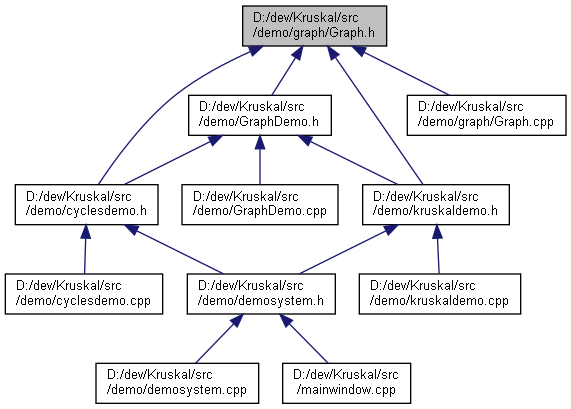 D:/dev/Kruskal/src
/demo/graph/Graph.h
D:/dev/Kruskal/src
/demo/GraphDemo.h
D:/dev/Kruskal/src
/demo/graph/Graph.cpp
D:/dev/Kruskal/src
/demo/cyclesdemo.h
D:/dev/Kruskal/src
/demo/GraphDemo.cpp
D:/dev/Kruskal/src
/demo/kruskaldemo.h
D:/dev/Kruskal/src
/demo/cyclesdemo.cpp
D:/dev/Kruskal/src
/demo/demosystem.h
D:/dev/Kruskal/src
/demo/kruskaldemo.cpp
D:/dev/Kruskal/src
/demo/demosystem.cpp
D:/dev/Kruskal/src
/mainwindow.cpp